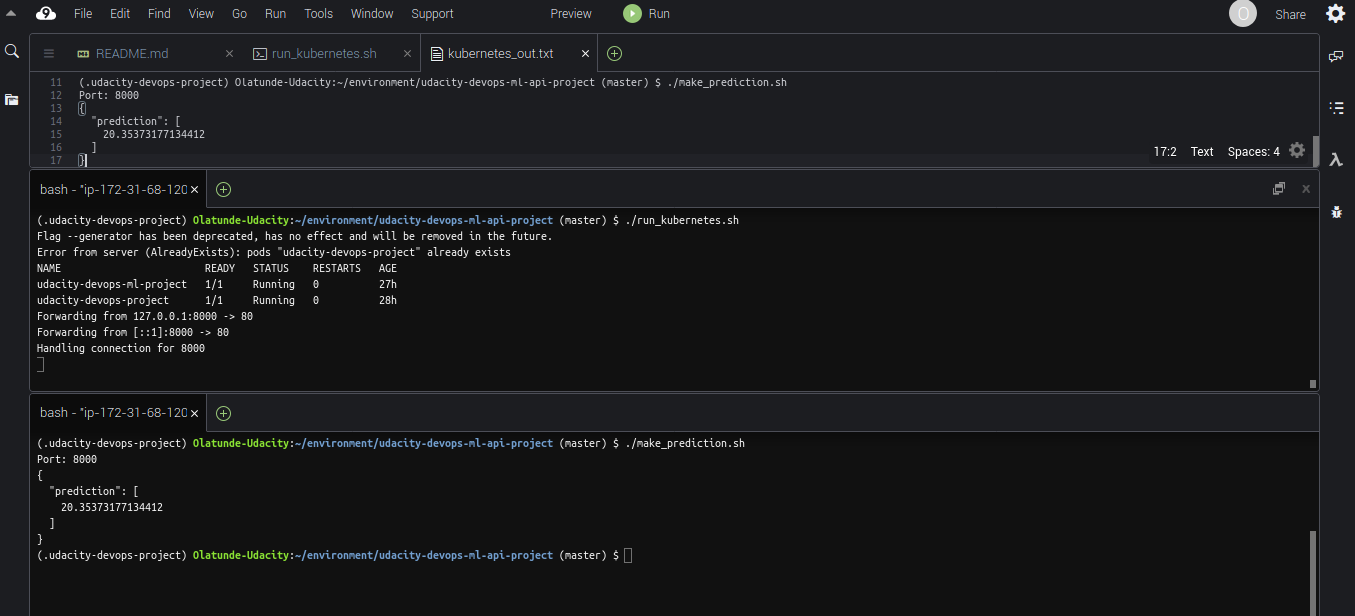 9 File Edit Find View Go Run Tools Window Support Preview Run O Share
README.md × run_kubernetes.sh × kubernetes_out.txt ×
11 (.udacity-devops-project) Olatunde-Udacity:~/environment/udacity-devops-ml-api-project (master) $ ./make_prediction.sh
12 Port: 8000
13 {
14   "prediction": [
15     20.35373177134412
16   ]
17 }
17:2 Text Spaces: 4
bash - "ip-172-31-68-120 ×
(.udacity-devops-project) Olatunde-Udacity:~/environment/udacity-devops-ml-api-project (master) $ ./run_kubernetes.sh
Flag --generator has been deprecated, has no effect and will be removed in the future.
Error from server (AlreadyExists): pods "udacity-devops-project" already exists
NAME                        READY   STATUS    RESTARTS   AGE
udacity-devops-ml-project   1/1     Running   0          27h
udacity-devops-project      1/1     Running   0          28h
Forwarding from 127.0.0.1:8000 -> 80
Forwarding from [::1]:8000 -> 80
Handling connection for 8000
bash - "ip-172-31-68-120 ×
(.udacity-devops-project) Olatunde-Udacity:~/environment/udacity-devops-ml-api-project (master) $ ./make_prediction.sh
Port: 8000
{
  "prediction": [
    20.35373177134412
  ]
}
(.udacity-devops-project) Olatunde-Udacity:~/environment/udacity-devops-ml-api-project (master) $